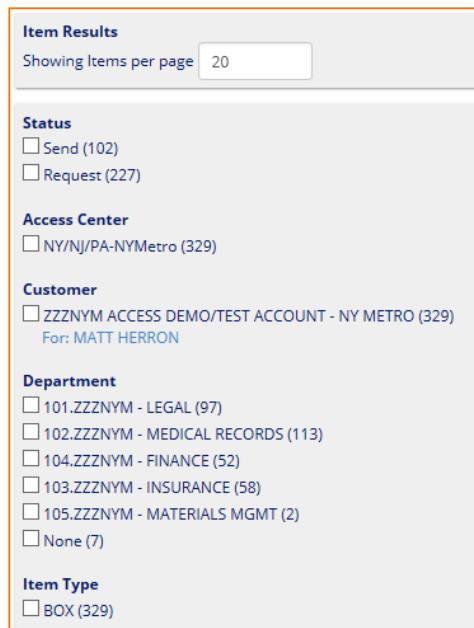 Item Results
Showing Items per page 20
Status
Send (102)
Request (227)
Access Center
NY/NJ/PA-NYMetro (329)
Customer
ZZZNYM ACCESS DEMO/TEST ACCOUNT - NY METRO (329)
For: MATT HERRON
Department
101.ZZZNYM - LEGAL (97)
102.ZZZNYM - MEDICAL RECORDS (113)
104.ZZZNYM - FINANCE (52)
103.ZZZNYM - INSURANCE (58)
105.ZZZNYM - MATERIALS MGMT (2)
None (7)
Item Type
BOX (329)